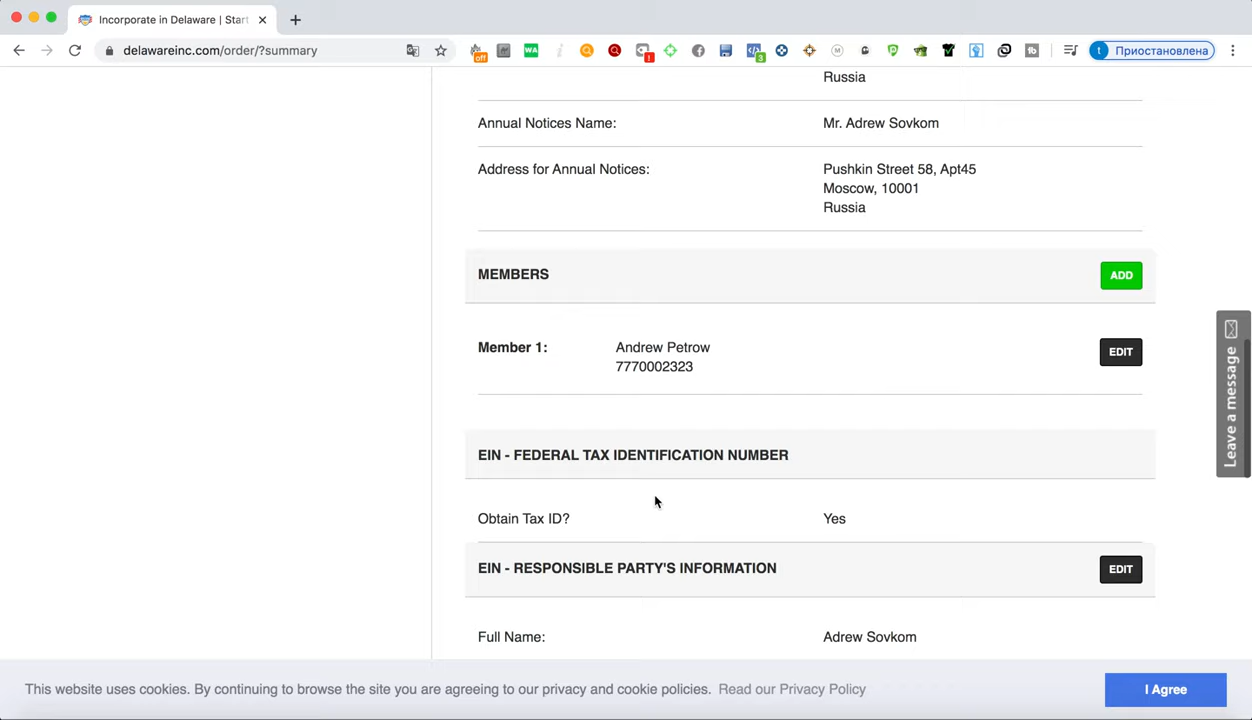 Incorporate in Delaware | Start
delawareinc.com/order/?summary
Приостановлена
Russia
Annual Notices Name:
Mr. Adrew Sovkom
Address for Annual Notices:
Pushkin Street 58, Apt45
Moscow, 10001
Russia
MEMBERS
ADD
Member 1:
Andrew Petrow
7770002323
EDIT
EIN - FEDERAL TAX IDENTIFICATION NUMBER
Obtain Tax ID?
Yes
EIN - RESPONSIBLE PARTY'S INFORMATION
EDIT
Full Name:
Adrew Sovkom
Leave a message
This website uses cookies. By continuing to browse the site you are agreeing to our privacy and cookie policies. Read our Privacy Policy
I Agree